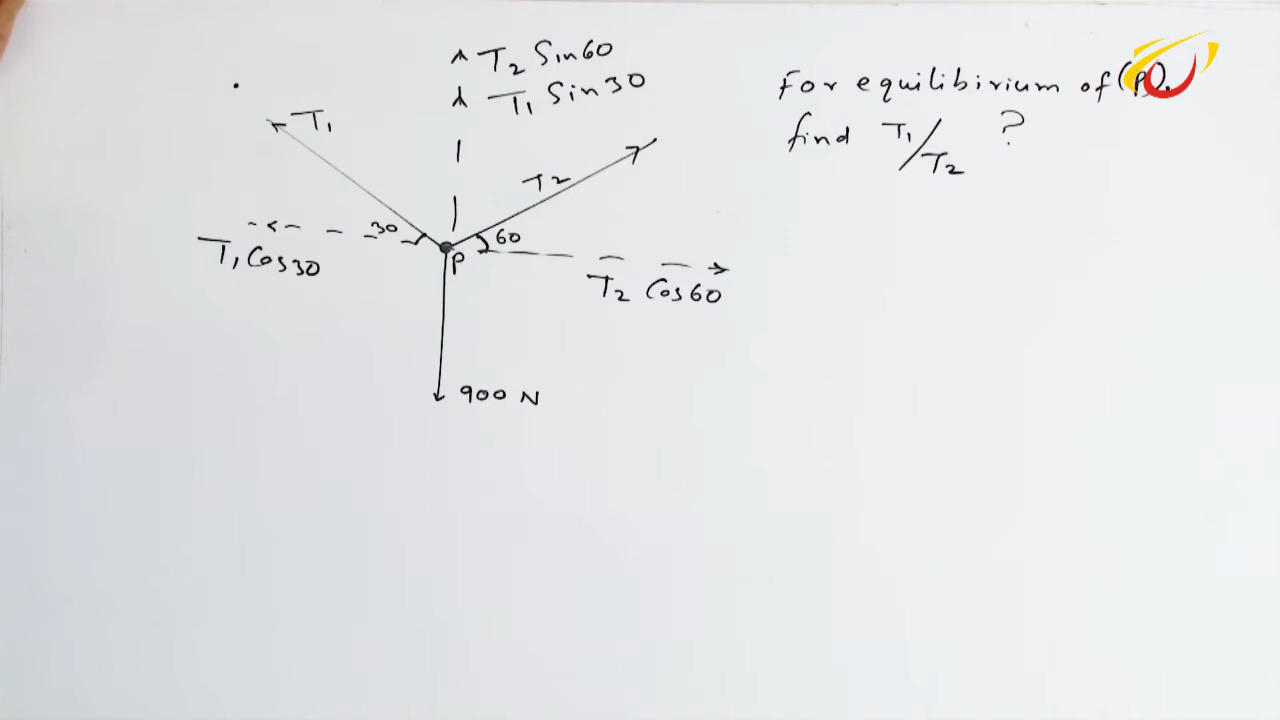 T₂ Sin60
T₁ Sin30
For equilibirium of (P).
find T₁/T₂ ?
T₁
T₂
30
60
T₁ Cos30
P
T₂ Cos60
900 N